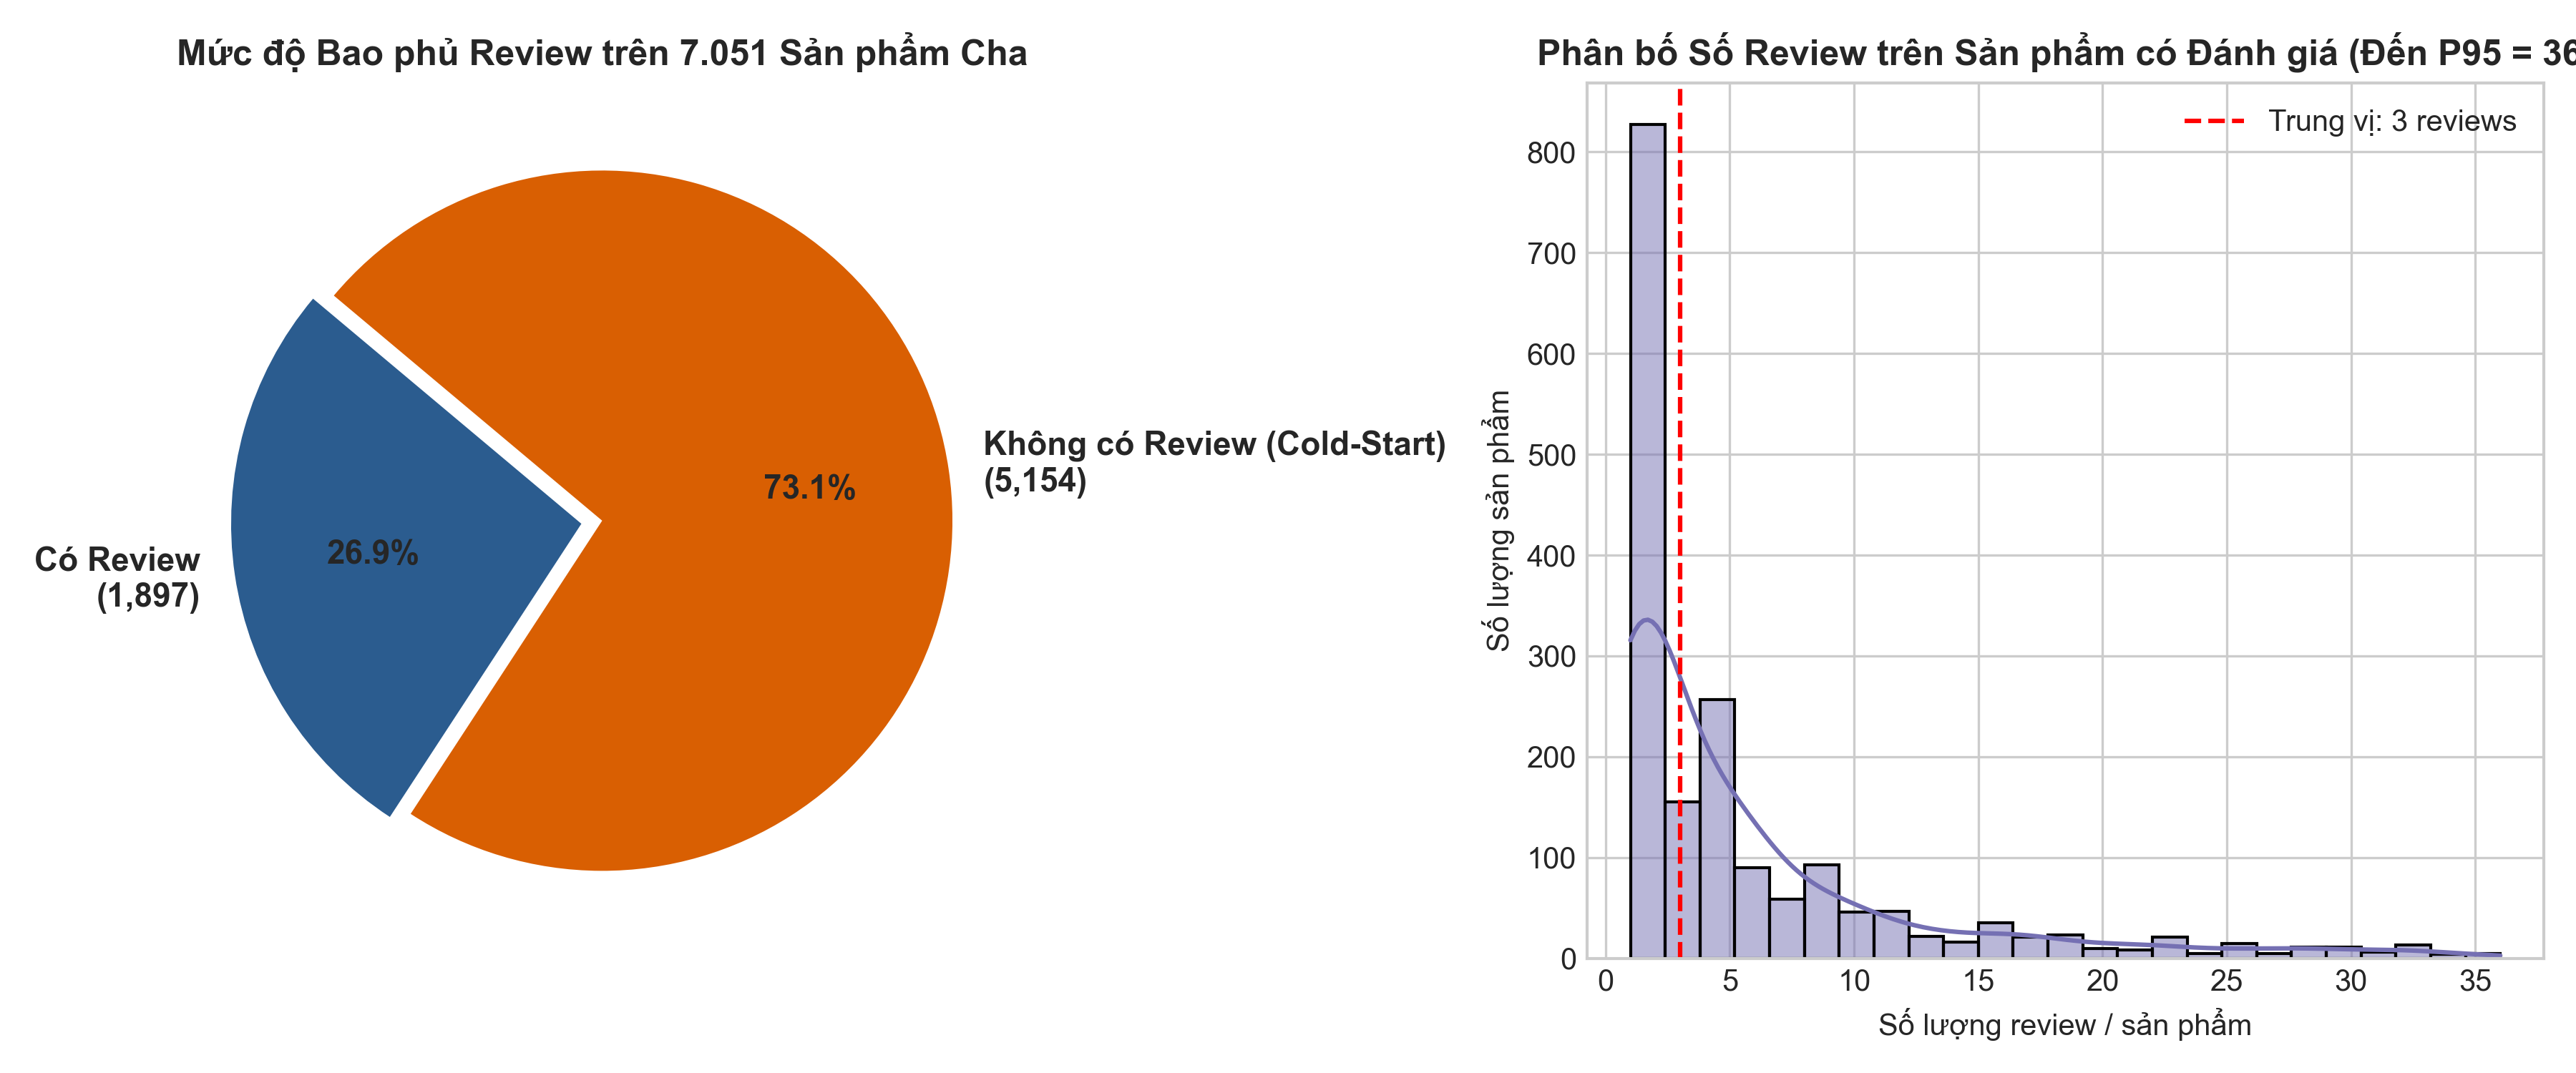 Mức độ Bao phủ Review trên 7.051 Sản phẩm Cha
Không có Review (Cold-Start)
(5,154)
73.1%
Có Review
(1,897)
26.9%
Phân bố Số Review trên Sản phẩm có Đánh giá (Đến P95 = 36
Trung vị: 3 reviews
Số lượng sản phẩm
800
700
600
500
400
300
200
100
0
0 5 10 15 20 25 30 35
Số lượng review / sản phẩm